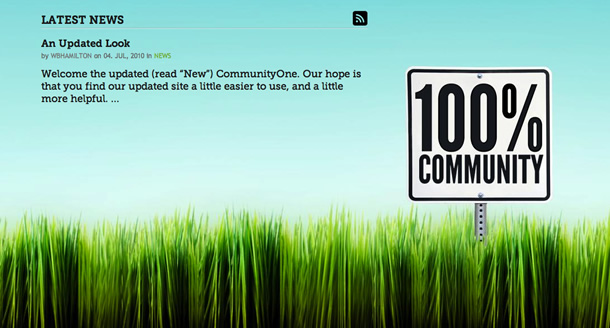 LATEST NEWS
An Updated Look
by WBHAMILTON on 04. JUL, 2010 in NEWS
Welcome the updated (read “New”) CommunityOne. Our hope is
that you find our updated site a little easier to use, and a little
more helpful. ...
100%
COMMUNITY